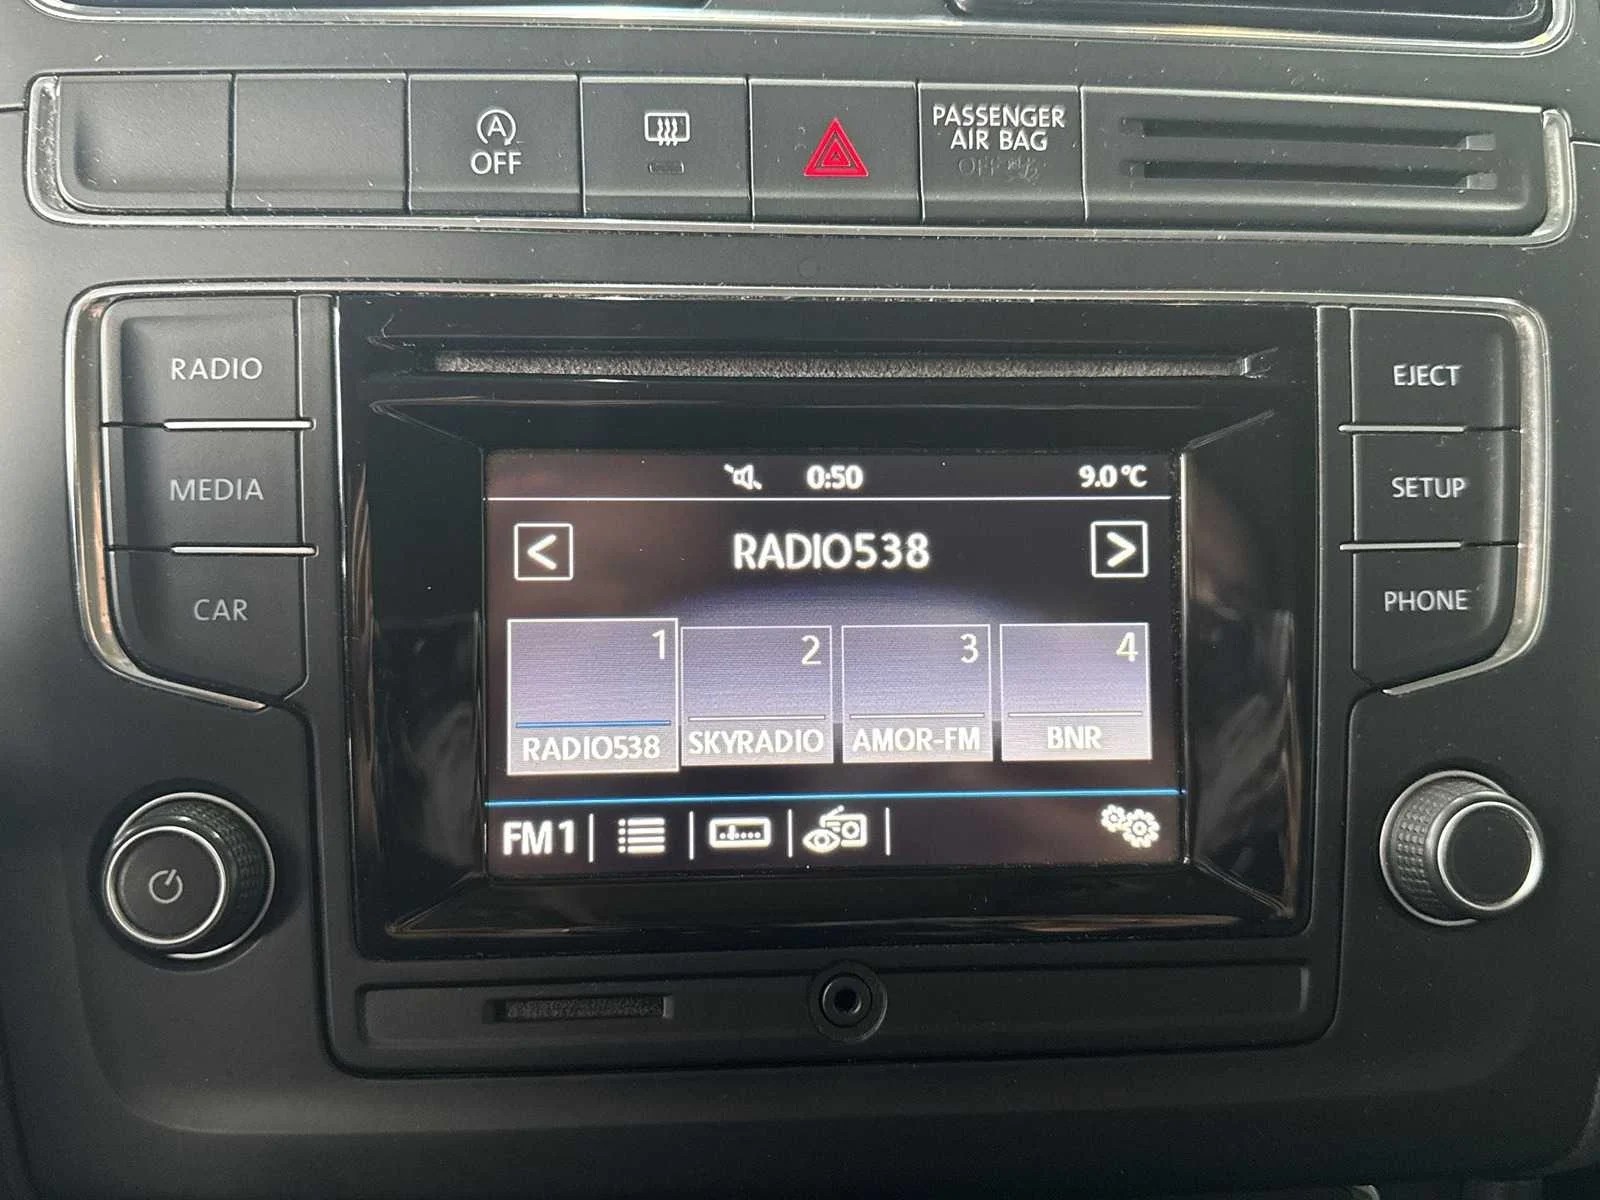 A
OFF
PASSENGER
AIR BAG
OFF
RADIO
MEDIA
CAR
EJECT
SETUP
PHONE
0:50
9.0 °C
<
RADIO538
>
1
2
3
4
RADIO538
SKYRADIO
AMOR-FM
BNR
FM1